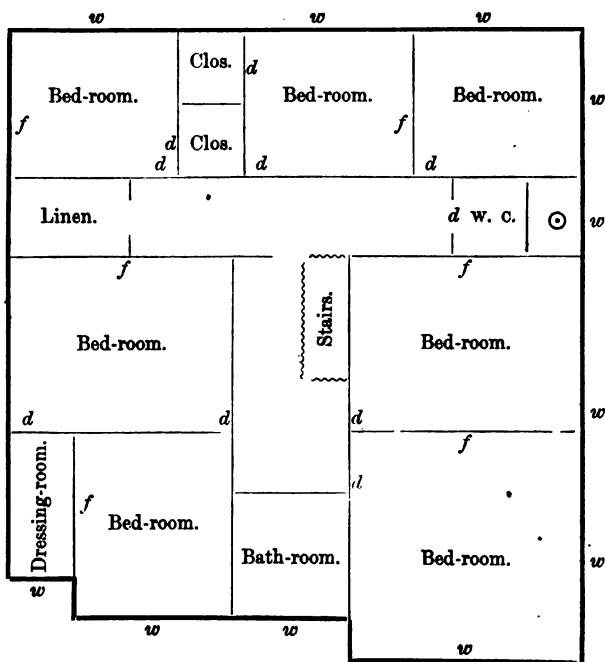 w w w
Clos. d
Bed-room. Bed-room. Bed-room. w
f f
d Clos.
d d d
Linen. d W. C. w
f f
Bed-room. Stairs. Bed-room.
d d d w
f
Dressing-room. f d
Bed-room. Bath-room. Bed-room. w
w
w w
w